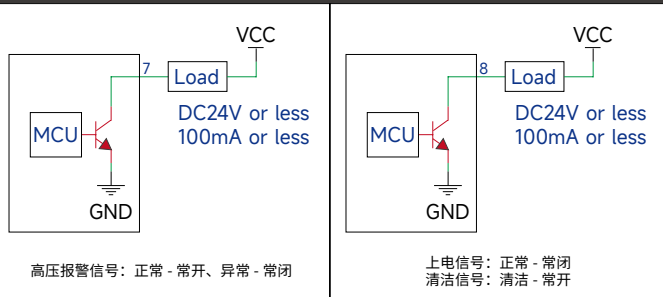 VCC
7
Load
DC24V or less
100mA or less
MCU
GND
高压报警信号：正常 - 常开、异常 - 常闭
VCC
8
Load
DC24V or less
100mA or less
MCU
GND
上电信号：正常 - 常闭
清洁信号：清洁 - 常开